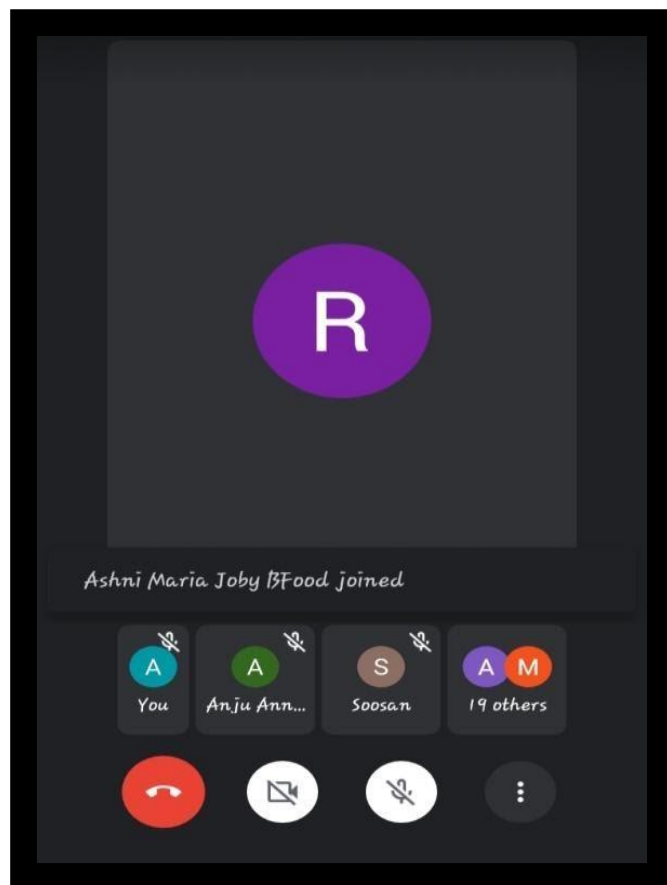 R
Ashni Maria Joby BFood joined
A A S A M
You Anju Ann... Soosan 19 others